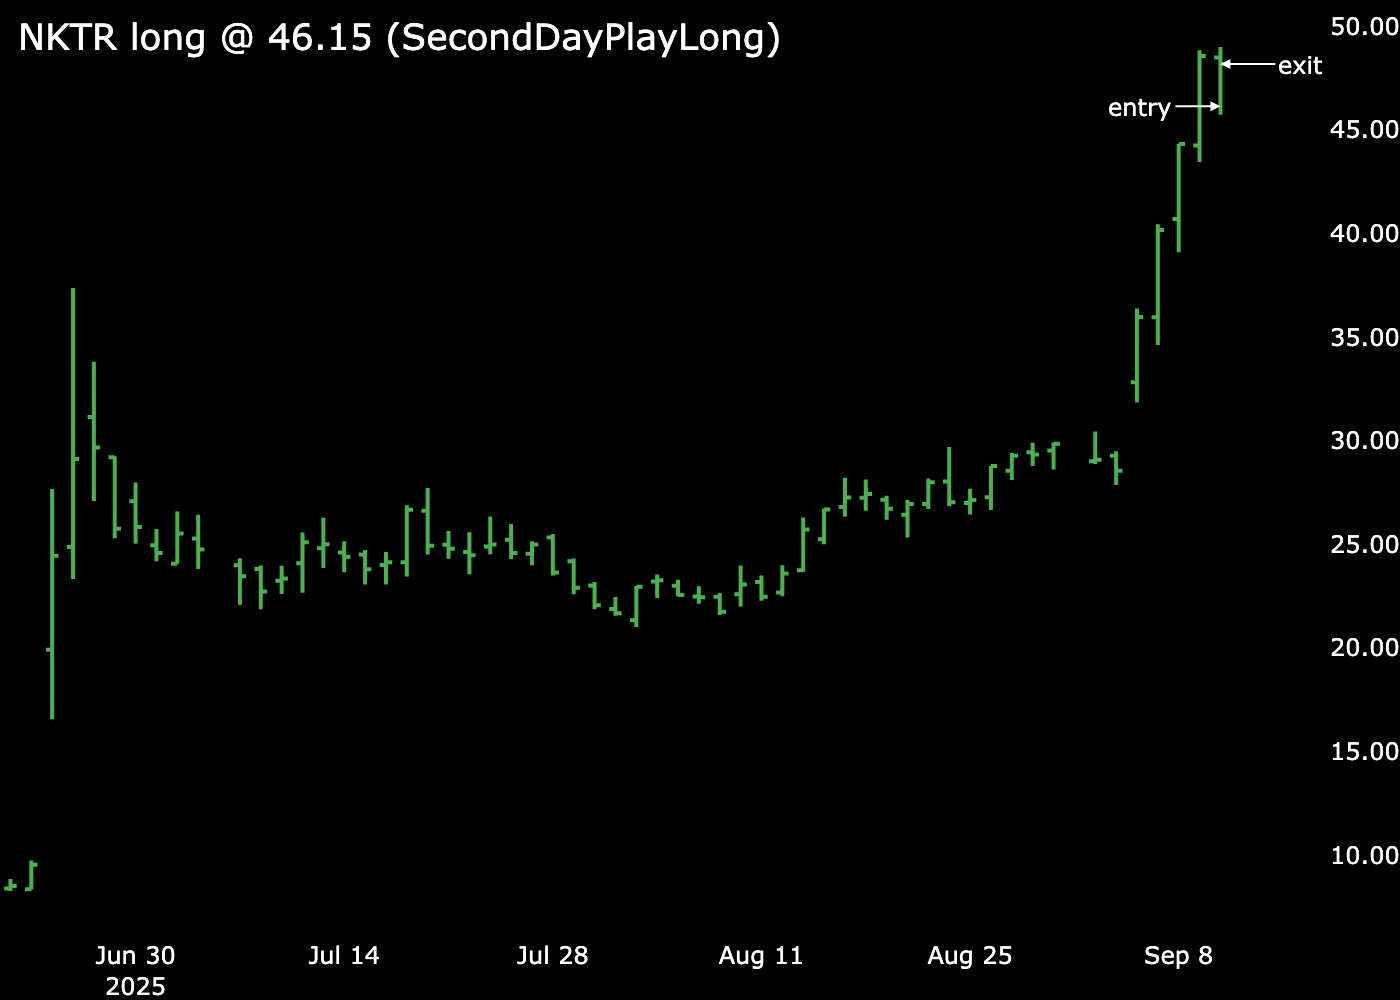 NKTR long @ 46.15 (SecondDayPlayLong)
50.00
exit
entry
45.00
40.00
35.00
30.00
25.00
20.00
15.00
10.00
Jun 30
2025
Jul 14
Jul 28
Aug 11
Aug 25
Sep 8